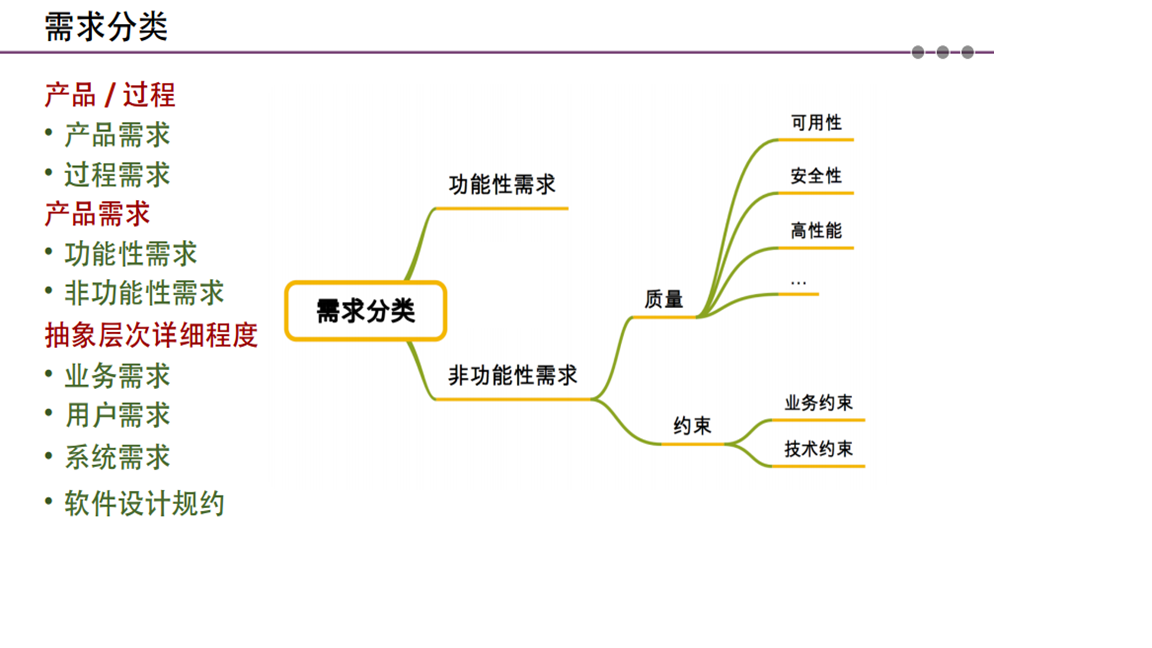 需求分类
产品 / 过程
• 产品需求
• 过程需求
产品需求
• 功能性需求
• 非功能性需求
抽象层次详细程度
• 业务需求
• 用户需求
• 系统需求
• 软件设计规约
需求分类
功能性需求
非功能性需求
质量
可用性
安全性
高性能
...
约束
业务约束
技术约束